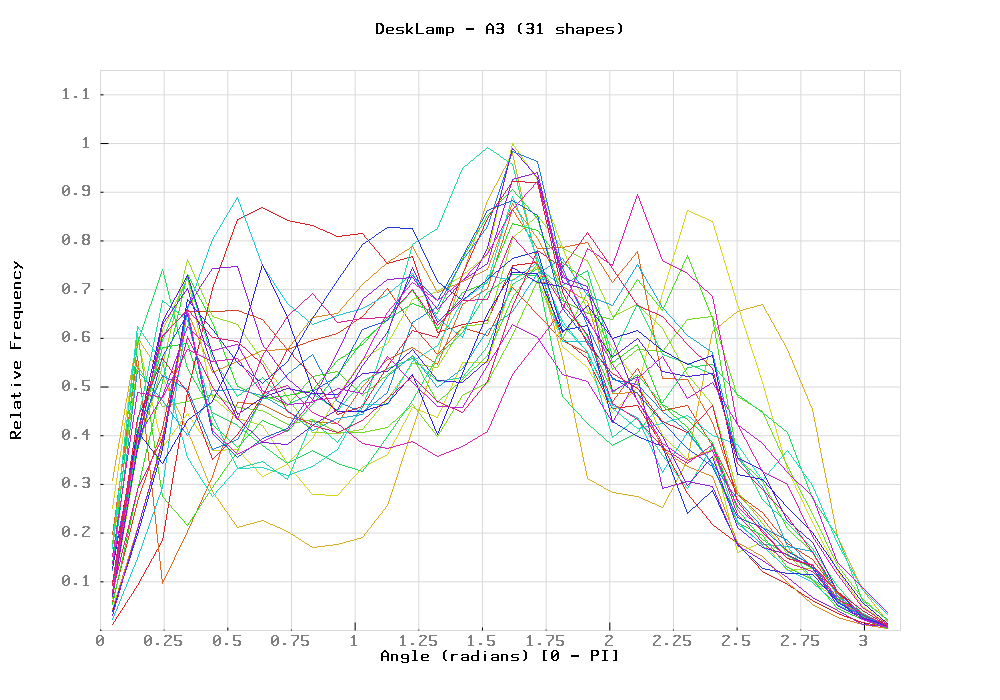 DeskLamp - A3 (31 shapes)
Relative Frequency
1.1
1
0.9
0.8
0.7
0.6
0.5
0.4
0.3
0.2
0.1
0 0.25 0.5 0.75 1 1.25 1.5 1.75 2 2.25 2.5 2.75 3
Angle (radians) [0 - PI]